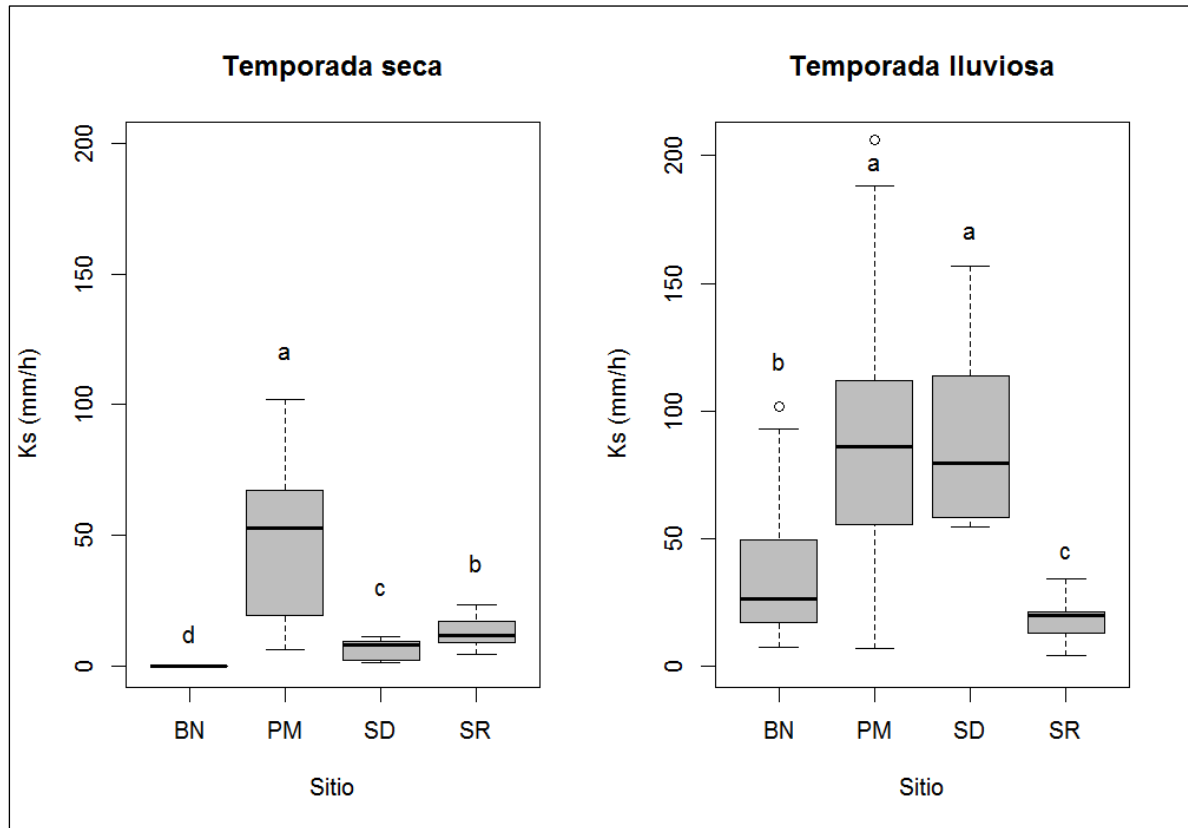 Temporada seca
Ks (mm/h)
200
150
100
50
0
d
a
c
b
BN PM SD SR
Sitio
Temporada lluviosa
Ks (mm/h)
200
150
100
50
0
b
a
a
c
BN PM SD SR
Sitio